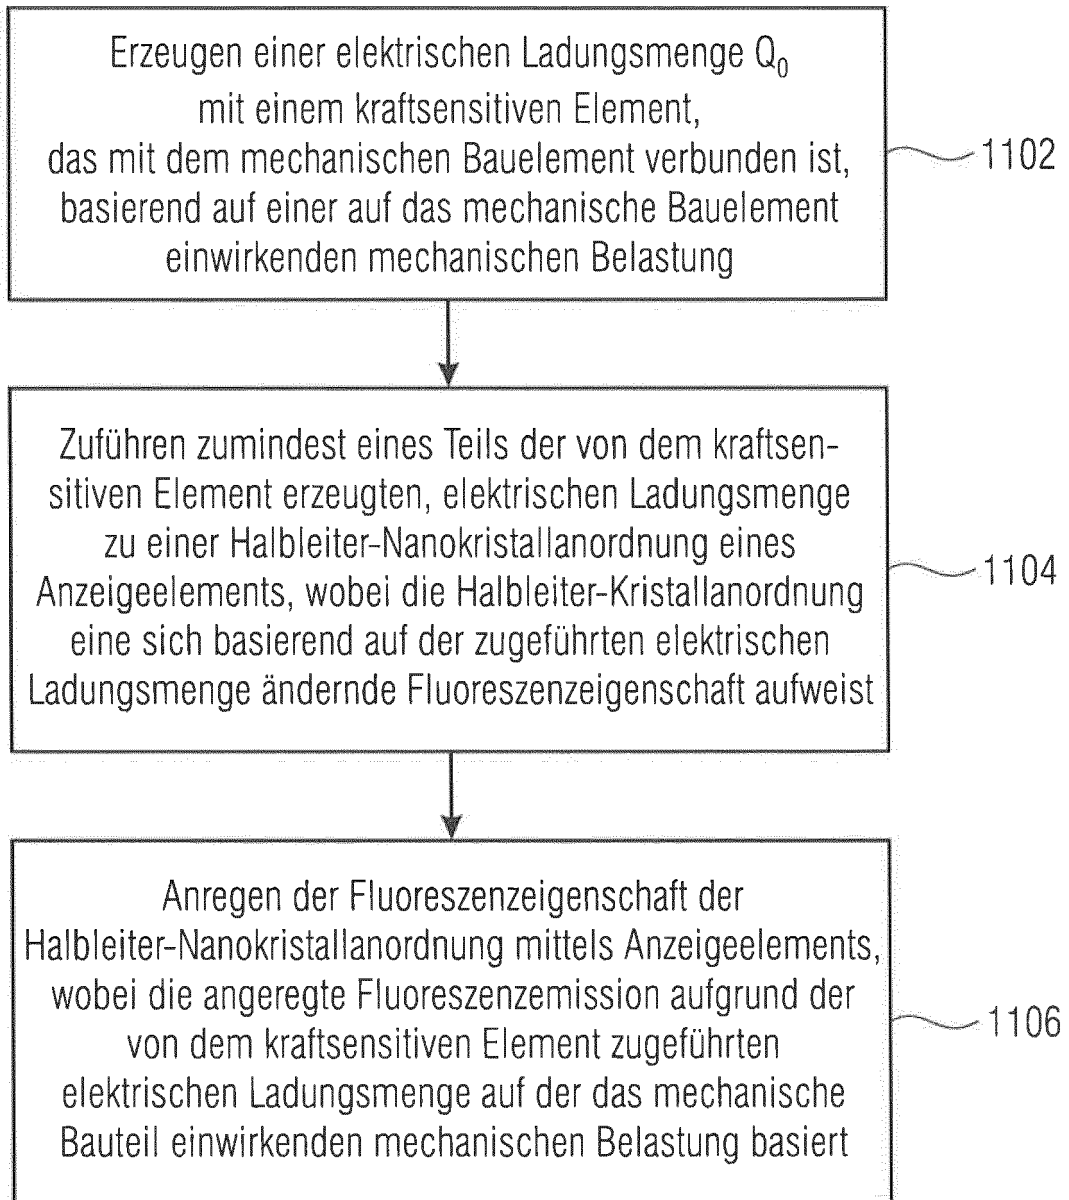 Erzeugen einer elektrischen Ladungsmenge Q₀
mit einem kraftsensitiven Element,
das mit dem mechanischen Bauelement verbunden ist,
basierend auf einer auf das mechanische Bauelement
einwirkenden mechanischen Belastung
1102
Zuführen zumindest eines Teils der von dem kraftsen-
sitiven Element erzeugten, elektrischen Ladungsmenge
zu einer Halbleiter-Nanokristallanordnung eines
Anzeigeelements, wobei die Halbleiter-Kristallanordnung
eine sich basierend auf der zugeführten elektrischen
Ladungsmenge ändernde Fluoreszenzeigenschaft aufweist
1104
Anregen der Fluoreszenzeigenschaft der
Halbleiter-Nanokristallanordnung mittels Anzeigeelements,
wobei die angeregte Fluoreszenzemission aufgrund der
von dem kraftsensitiven Element zugeführten
elektrischen Ladungsmenge auf der das mechanische
Bauteil einwirkenden mechanischen Belastung basiert
1106